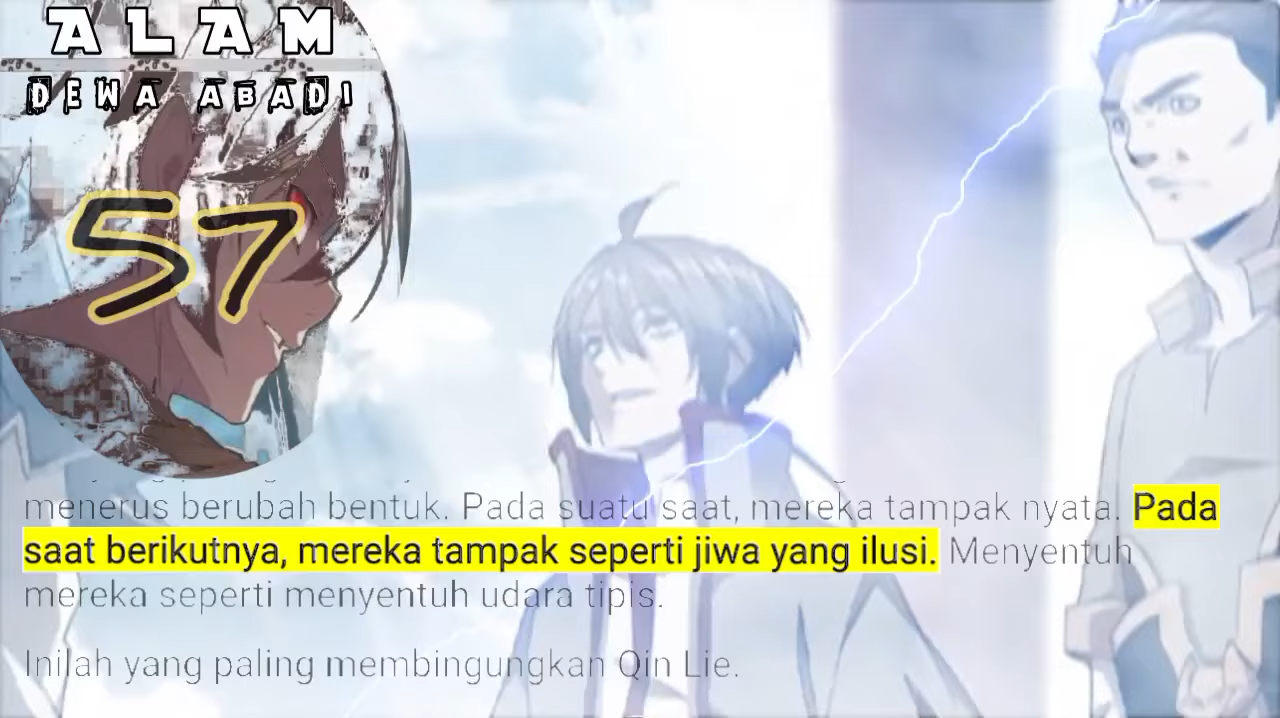 ALAM
DEWA ABADI
57
menerus berubah bentuk. Pada suatu saat, mereka tampak nyata. Pada
saat berikutnya, mereka tampak seperti jiwa yang ilusi. Menyentuh
mereka seperti menyentuh udara tipis.
Inilah yang paling membingungkan Qin Lie.